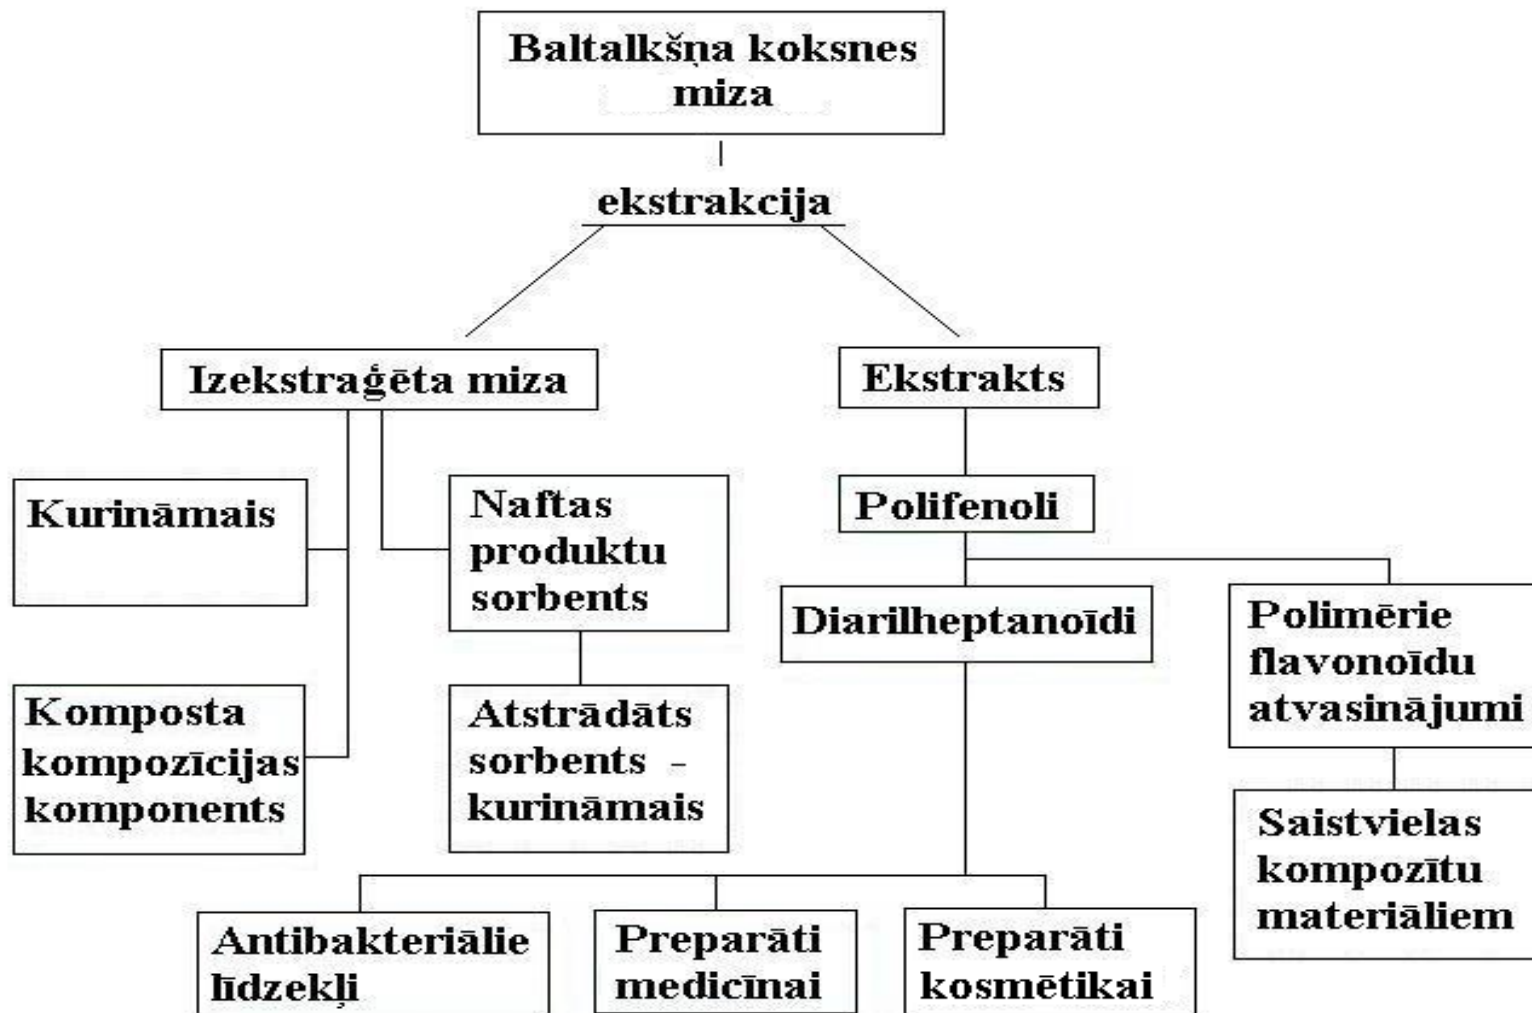 Baltalkšņa koksnes
miza
ekstrakcija
Izekstraģēta miza
Ekstrakts
Kurināmais
Naftas
produktu
sorbents
Polifenoli
Diarilheptanoīdi
Polimērie
flavonoīdu
atvasinājumi
Komposta
kompozīcijas
komponents
Atstrādāts
sorbents -
kurināmais
Saistvielas
kompozītu
materiāliem
Antibakteriālie
līdzekļi
Preparāti
medicīnai
Preparāti
kosmētikai